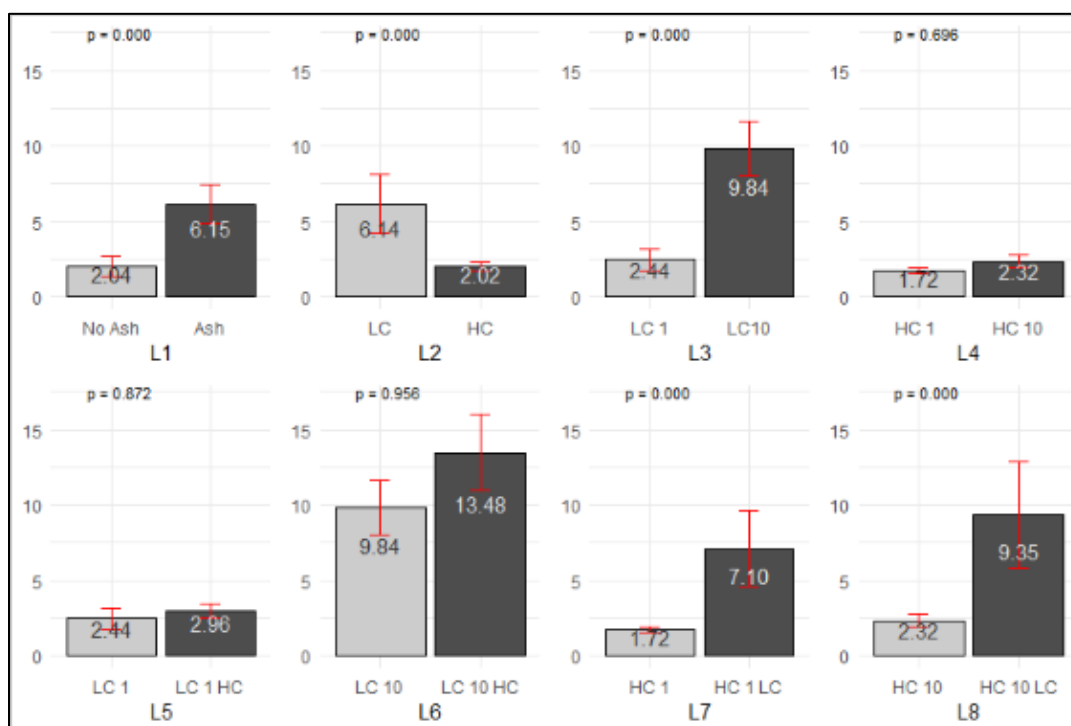 p = 0.000
15
10
5
0
2.04
6.15
No Ash Ash
L1
p = 0.000
15
10
5
0
6.14
2.02
LC HC
L2
p = 0.000
15
10
5
0
2.44
9.84
LC 1 LC10
L3
p = 0.696
15
10
5
0
1.72
2.32
HC 1 HC 10
L4
p = 0.872
15
10
5
0
2.44
2.96
LC 1 LC 1 HC
L5
p = 0.956
15
10
5
0
9.84
13.48
LC 10 LC 10 HC
L6
p = 0.000
15
10
5
0
1.72
7.10
HC 1 HC 1 LC
L7
p = 0.000
15
10
5
0
2.32
9.35
HC 10 HC 10 LC
L8